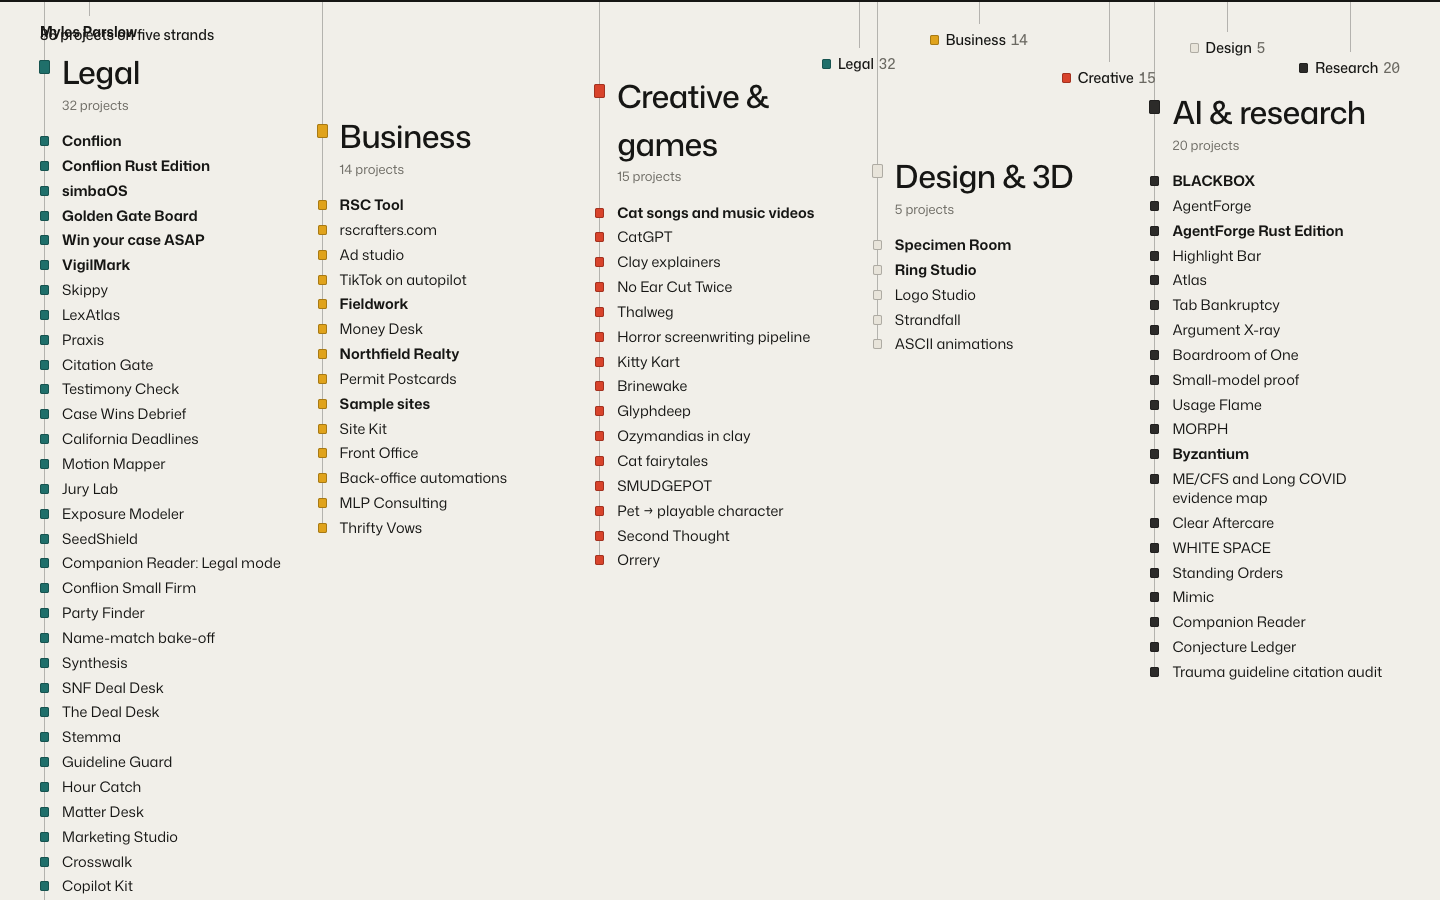 Myles Parslow
86 projects on five strands
Legal 32
Business 14
Creative 15
Design 5
Research 20
Legal
32 projects
Conflion
Conflion Rust Edition
simbaOS
Golden Gate Board
Win your case ASAP
VigilMark
Skippy
LexAtlas
Praxis
Citation Gate
Testimony Check
Case Wins Debrief
California Deadlines
Motion Mapper
Jury Lab
Exposure Modeler
SeedShield
Companion Reader: Legal mode
Conflion Small Firm
Party Finder
Name-match bake-off
Synthesis
SNF Deal Desk
The Deal Desk
Stemma
Guideline Guard
Hour Catch
Matter Desk
Marketing Studio
Crosswalk
Copilot Kit
Business
14 projects
RSC Tool
rscrafters.com
Ad studio
TikTok on autopilot
Fieldwork
Money Desk
Northfield Realty
Permit Postcards
Sample sites
Site Kit
Front Office
Back-office automations
MLP Consulting
Thrifty Vows
Creative &
games
15 projects
Cat songs and music videos
CatGPT
Clay explainers
No Ear Cut Twice
Thalweg
Horror screenwriting pipeline
Kitty Kart
Brinewake
Glyphdeep
Ozymandias in clay
Cat fairytales
SMUDGEPOT
Pet → playable character
Second Thought
Orrery
Design & 3D
5 projects
Specimen Room
Ring Studio
Logo Studio
Strandfall
ASCII animations
AI & research
20 projects
BLACKBOX
AgentForge
AgentForge Rust Edition
Highlight Bar
Atlas
Tab Bankruptcy
Argument X-ray
Boardroom of One
Small-model proof
Usage Flame
MORPH
Byzantium
ME/CFS and Long COVID
evidence map
Clear Aftercare
WHITE SPACE
Standing Orders
Mimic
Companion Reader
Conjecture Ledger
Trauma guideline citation audit